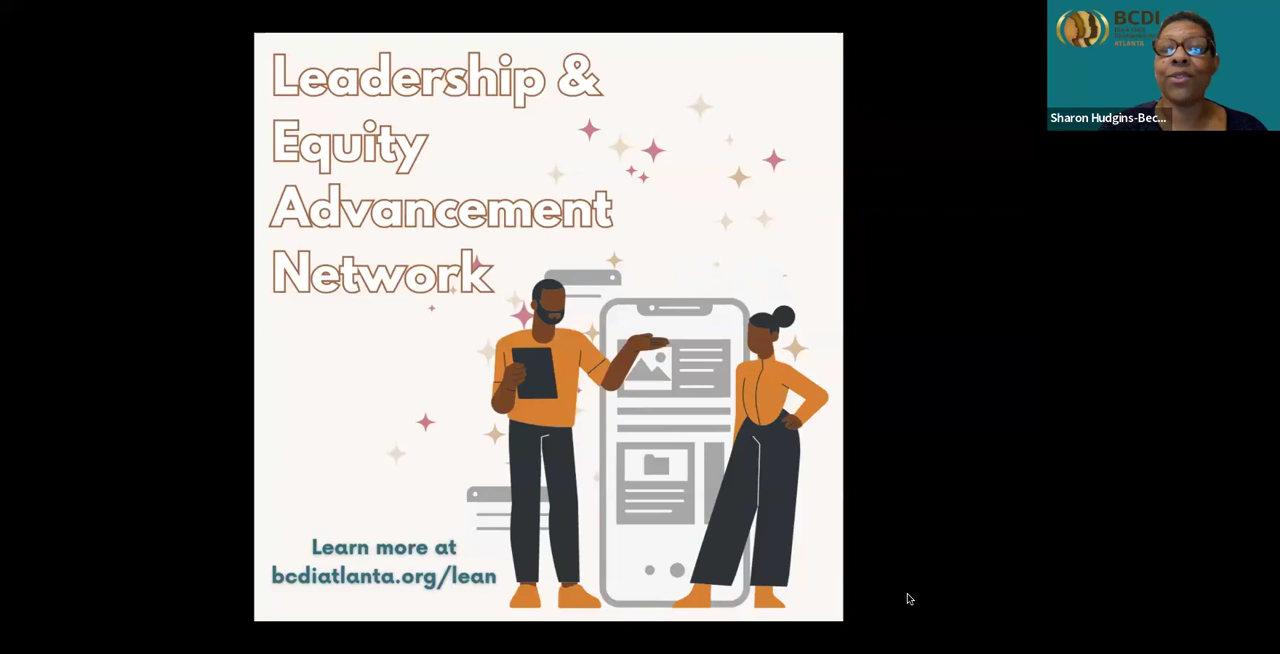 Leadership &
Equity
Advancement
Network
Learn more at
bcdiatlanta.org/lean
BCDI
ATLANTA
Sharon Hudgins-Bec...